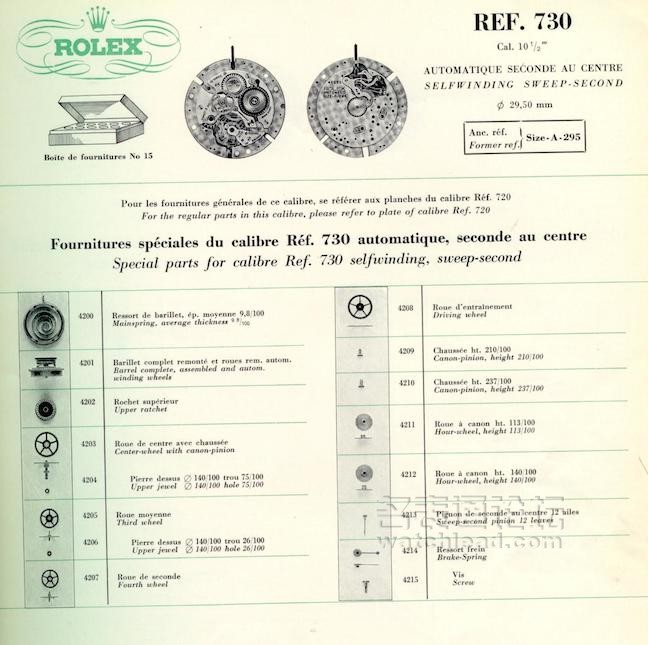 ROLEX
REF. 730
Cal. 10 1/2'''
AUTOMATIQUE SECONDE AU CENTRE
SELFWINDING SWEEP-SECOND
Ø 29,50 mm
Boîte de fournitures No 15
Anc. réf.
Former ref.
Size-A-295
Pour les fournitures générales de ce calibre, se référer aux planches du calibre Réf. 720
For the regular parts in this calibre, please refer to plate of calibre Ref. 720
Fournitures spéciales du calibre Réf. 730 automatique, seconde au centre
Special parts for calibre Ref. 730 selfwinding, sweep-second
4200 Ressort de barillet, ép. moyenne 9,8/100
Mainspring, average thickness 9.8/100
4201 Barillet complet remonté et roues rem. autom.
Barrel complete, assembled and autom.
winding wheels
4202 Rochet supérieur
Upper ratchet
4203 Roue de centre avec chaussée
Center-wheel with canon-pinion
4204 Pierre dessus Ø 140/100 trou 75/100
Upper jewel Ø 140/100 hole 75/100
4205 Roue moyenne
Third wheel
4206 Pierre dessus Ø 140/100 trou 26/100
Upper jewel Ø 140/100 hole 26/100
4207 Roue de seconde
Fourth wheel
4208 Roue d'entraînement
Driving wheel
4209 Chaussée ht. 210/100
Canon-pinion, height 210/100
4210 Chaussée ht. 237/100
Canon-pinion, height 237/100
4211 Roue à canon ht. 113/100
Hour-wheel, height 113/100
4212 Roue à canon ht. 140/100
Hour-wheel, height 140/100
4213 Pignon de seconde au centre 12 ailes
Sweep-second pinion 12 leaves
4214 Ressort frein
Brake-Spring
4215 Vis
Screw
watchlead.com